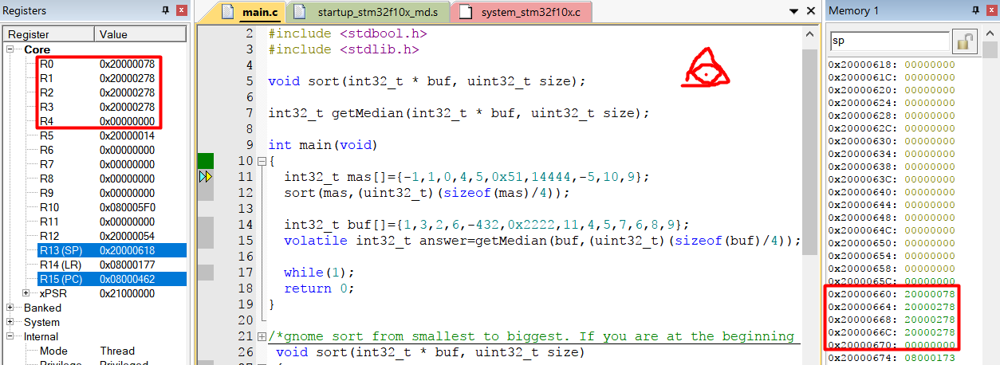 Registers
Register Value
Core
R0 0x20000078
R1 0x20000278
R2 0x20000278
R3 0x20000278
R4 0x00000000
R5 0x20000014
R6 0x00000000
R7 0x00000000
R8 0x00000000
R9 0x00000000
R10 0x080005F0
R11 0x00000000
R12 0x20000054
R13 (SP) 0x20000618
R14 (LR) 0x08000177
R15 (PC) 0x08000462
xPSR 0x21000000
Banked
System
Internal
Mode Thread
Privilege Privileged
main.c startup_stm32f10x_md.s system_stm32f10x.c
2 #include <stdbool.h>
3 #include <stdlib.h>
4
5 void sort(int32_t * buf, uint32_t size);
6
7 int32_t getMedian(int32_t * buf, uint32_t size);
8
9 int main(void)
10 {
11 int32_t mas[]={-1,1,0,4,5,0x51,14444,-5,10,9};
12 sort(mas,(uint32_t)(sizeof(mas)/4));
13
14 int32_t buf[]={1,3,2,6,-432,0x2222,11,4,5,7,6,8,9};
15 volatile int32_t answer=getMedian(buf,(uint32_t)(sizeof(buf)/4));
16
17 while(1);
18 return 0;
19 }
20
21 /*gnome sort from smallest to biggest. If you are at the beginning
26 void sort(int32_t * buf, uint32_t size)
Memory 1
sp
0x20000618: 00000000
0x2000061C: 00000000
0x20000620: 00000000
0x20000624: 00000000
0x20000628: 00000000
0x2000062C: 00000000
0x20000630: 00000000
0x20000634: 00000000
0x20000638: 00000000
0x2000063C: 00000000
0x20000640: 00000000
0x20000644: 00000000
0x20000648: 00000000
0x2000064C: 00000000
0x20000650: 00000000
0x20000654: 00000000
0x20000658: 00000000
0x2000065C: 00000000
0x20000660: 20000078
0x20000664: 20000278
0x20000668: 20000278
0x2000066C: 20000278
0x20000670: 00000000
0x20000674: 08000173